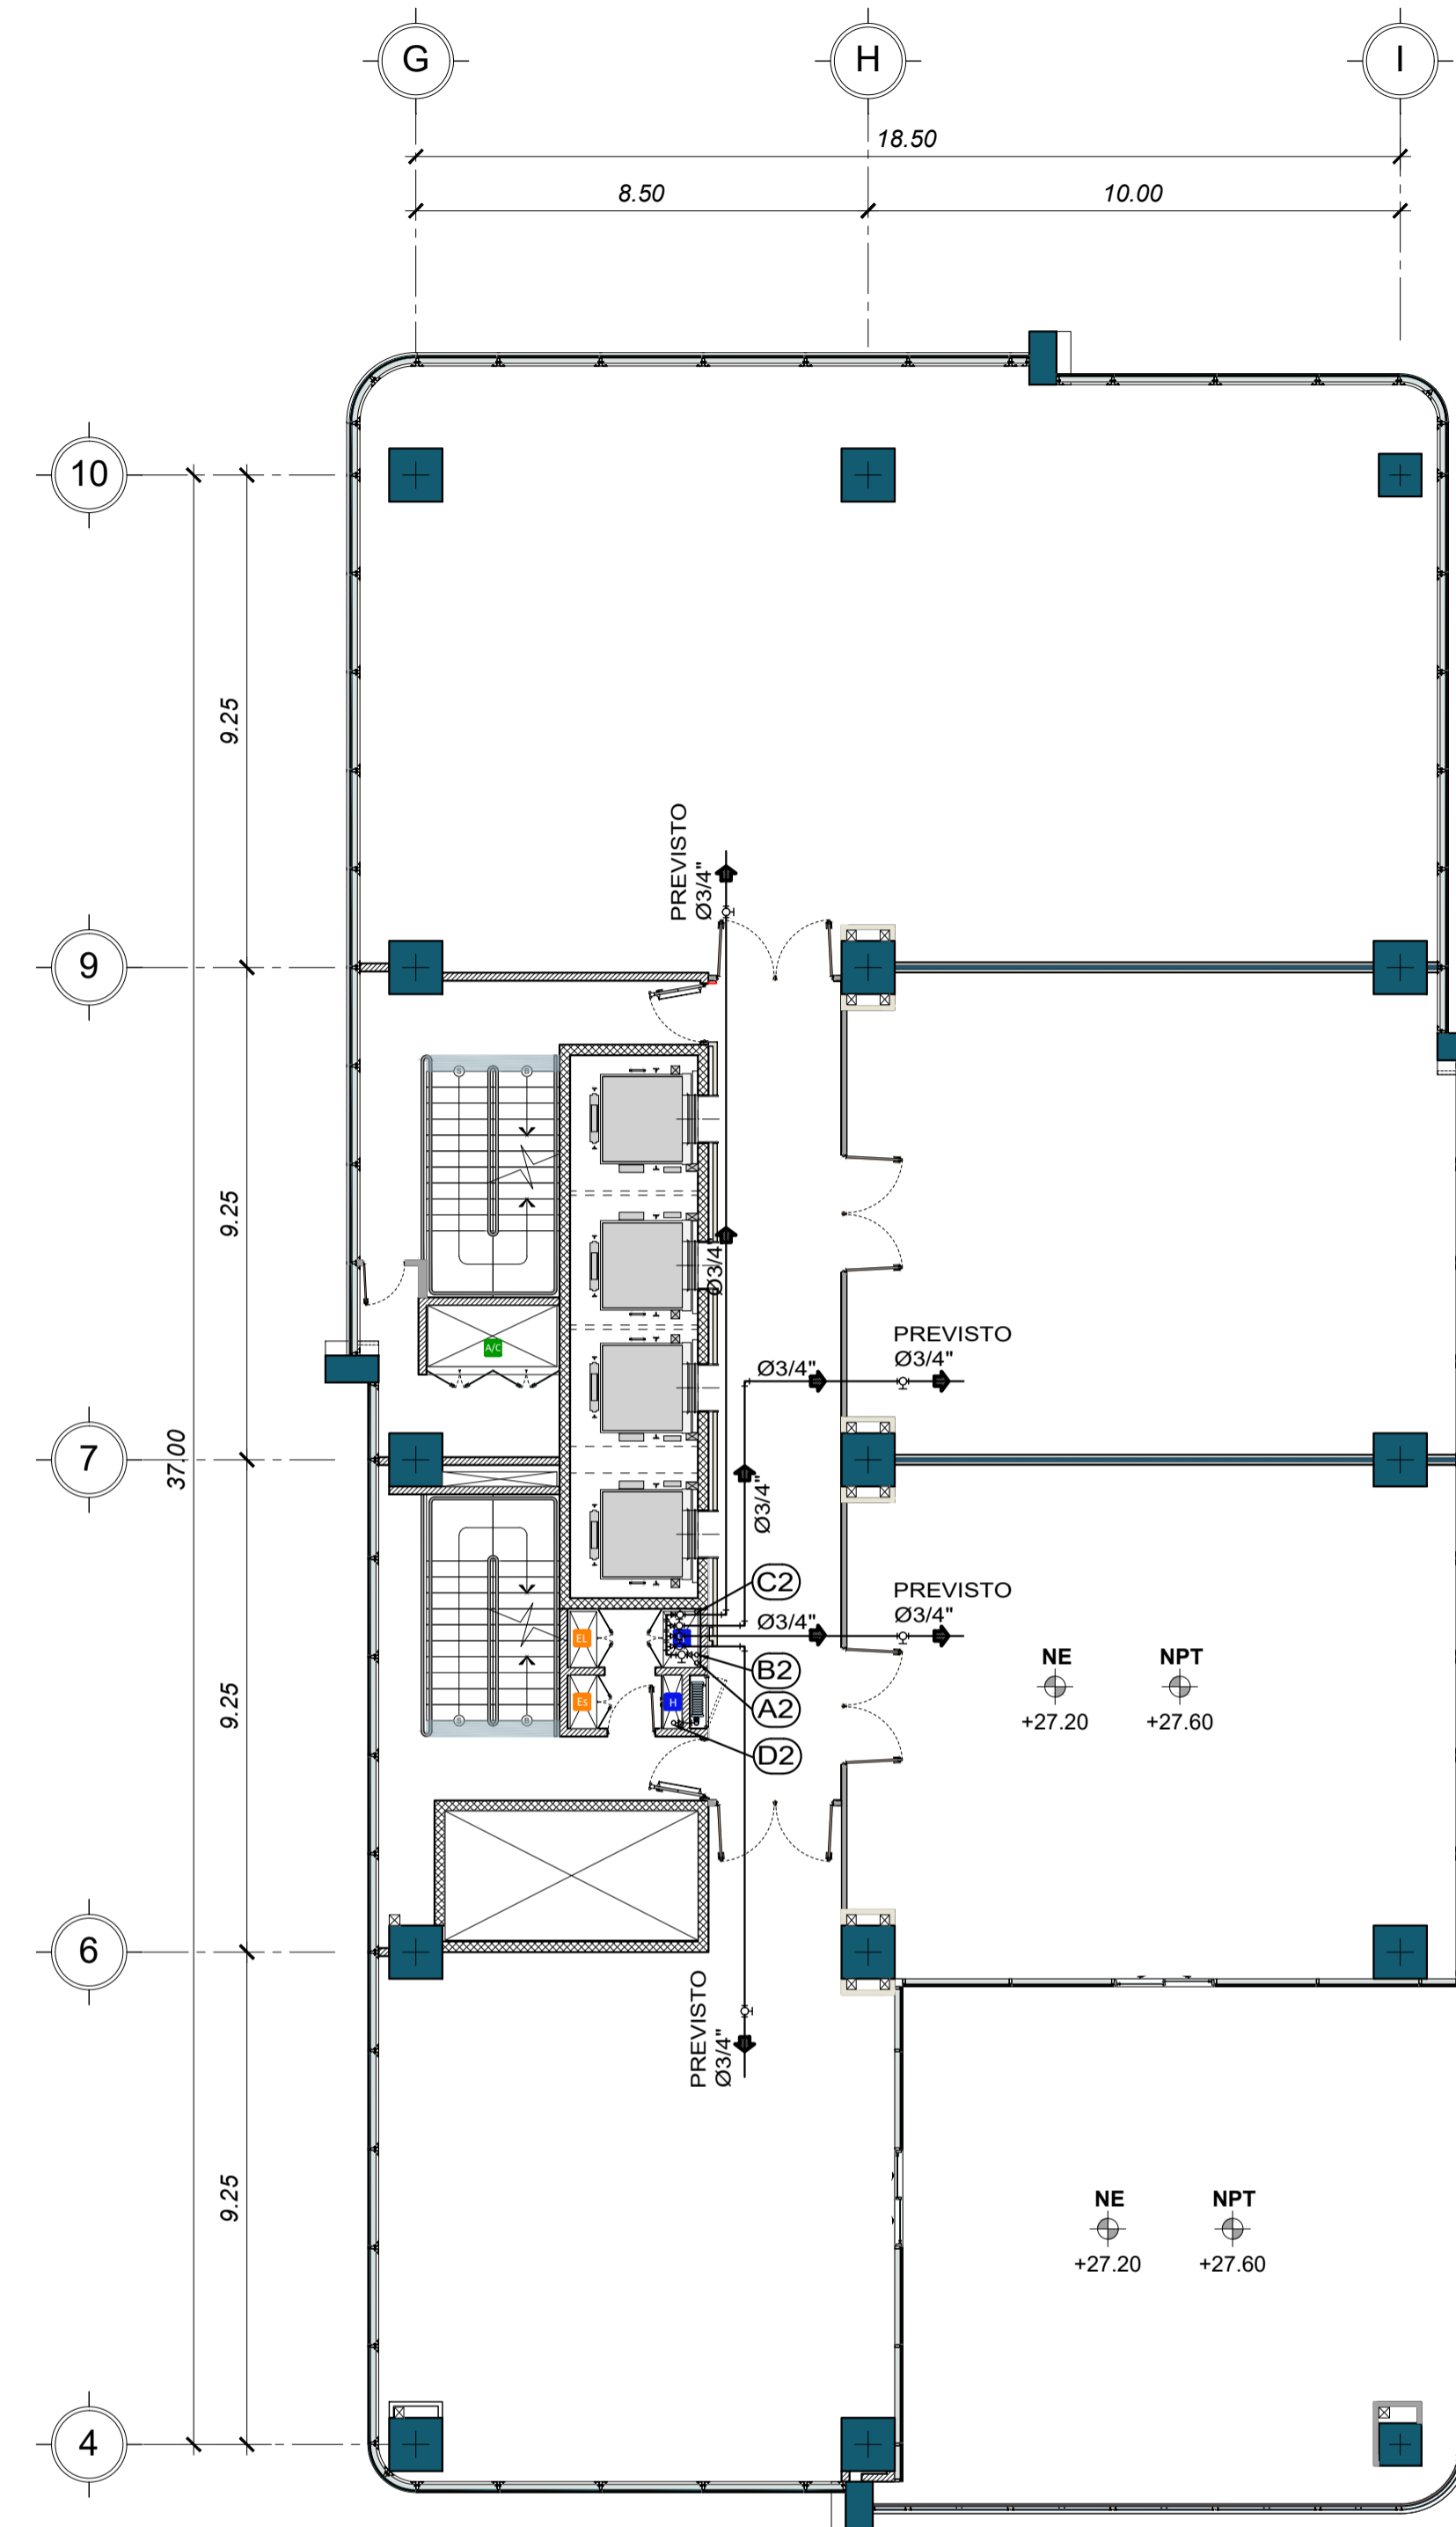 G
H
I
18.50
8.50
10.00
10
9.25
PREVISTO
Ø3/4"
9
S
B
9.25
Ø3/4"
PREVISTO
Ø3/4"
A/C
Ø3/4"
7
37.00
Ø3/4"
C2
PREVISTO
Ø3/4"
Ø3/4"
EL
B2
NE
NPT
9.25
Es
H
A2
+27.20
+27.60
S
B
D2
6
PREVISTO
Ø3/4"
9.25
NE
NPT
+27.20
+27.60
4